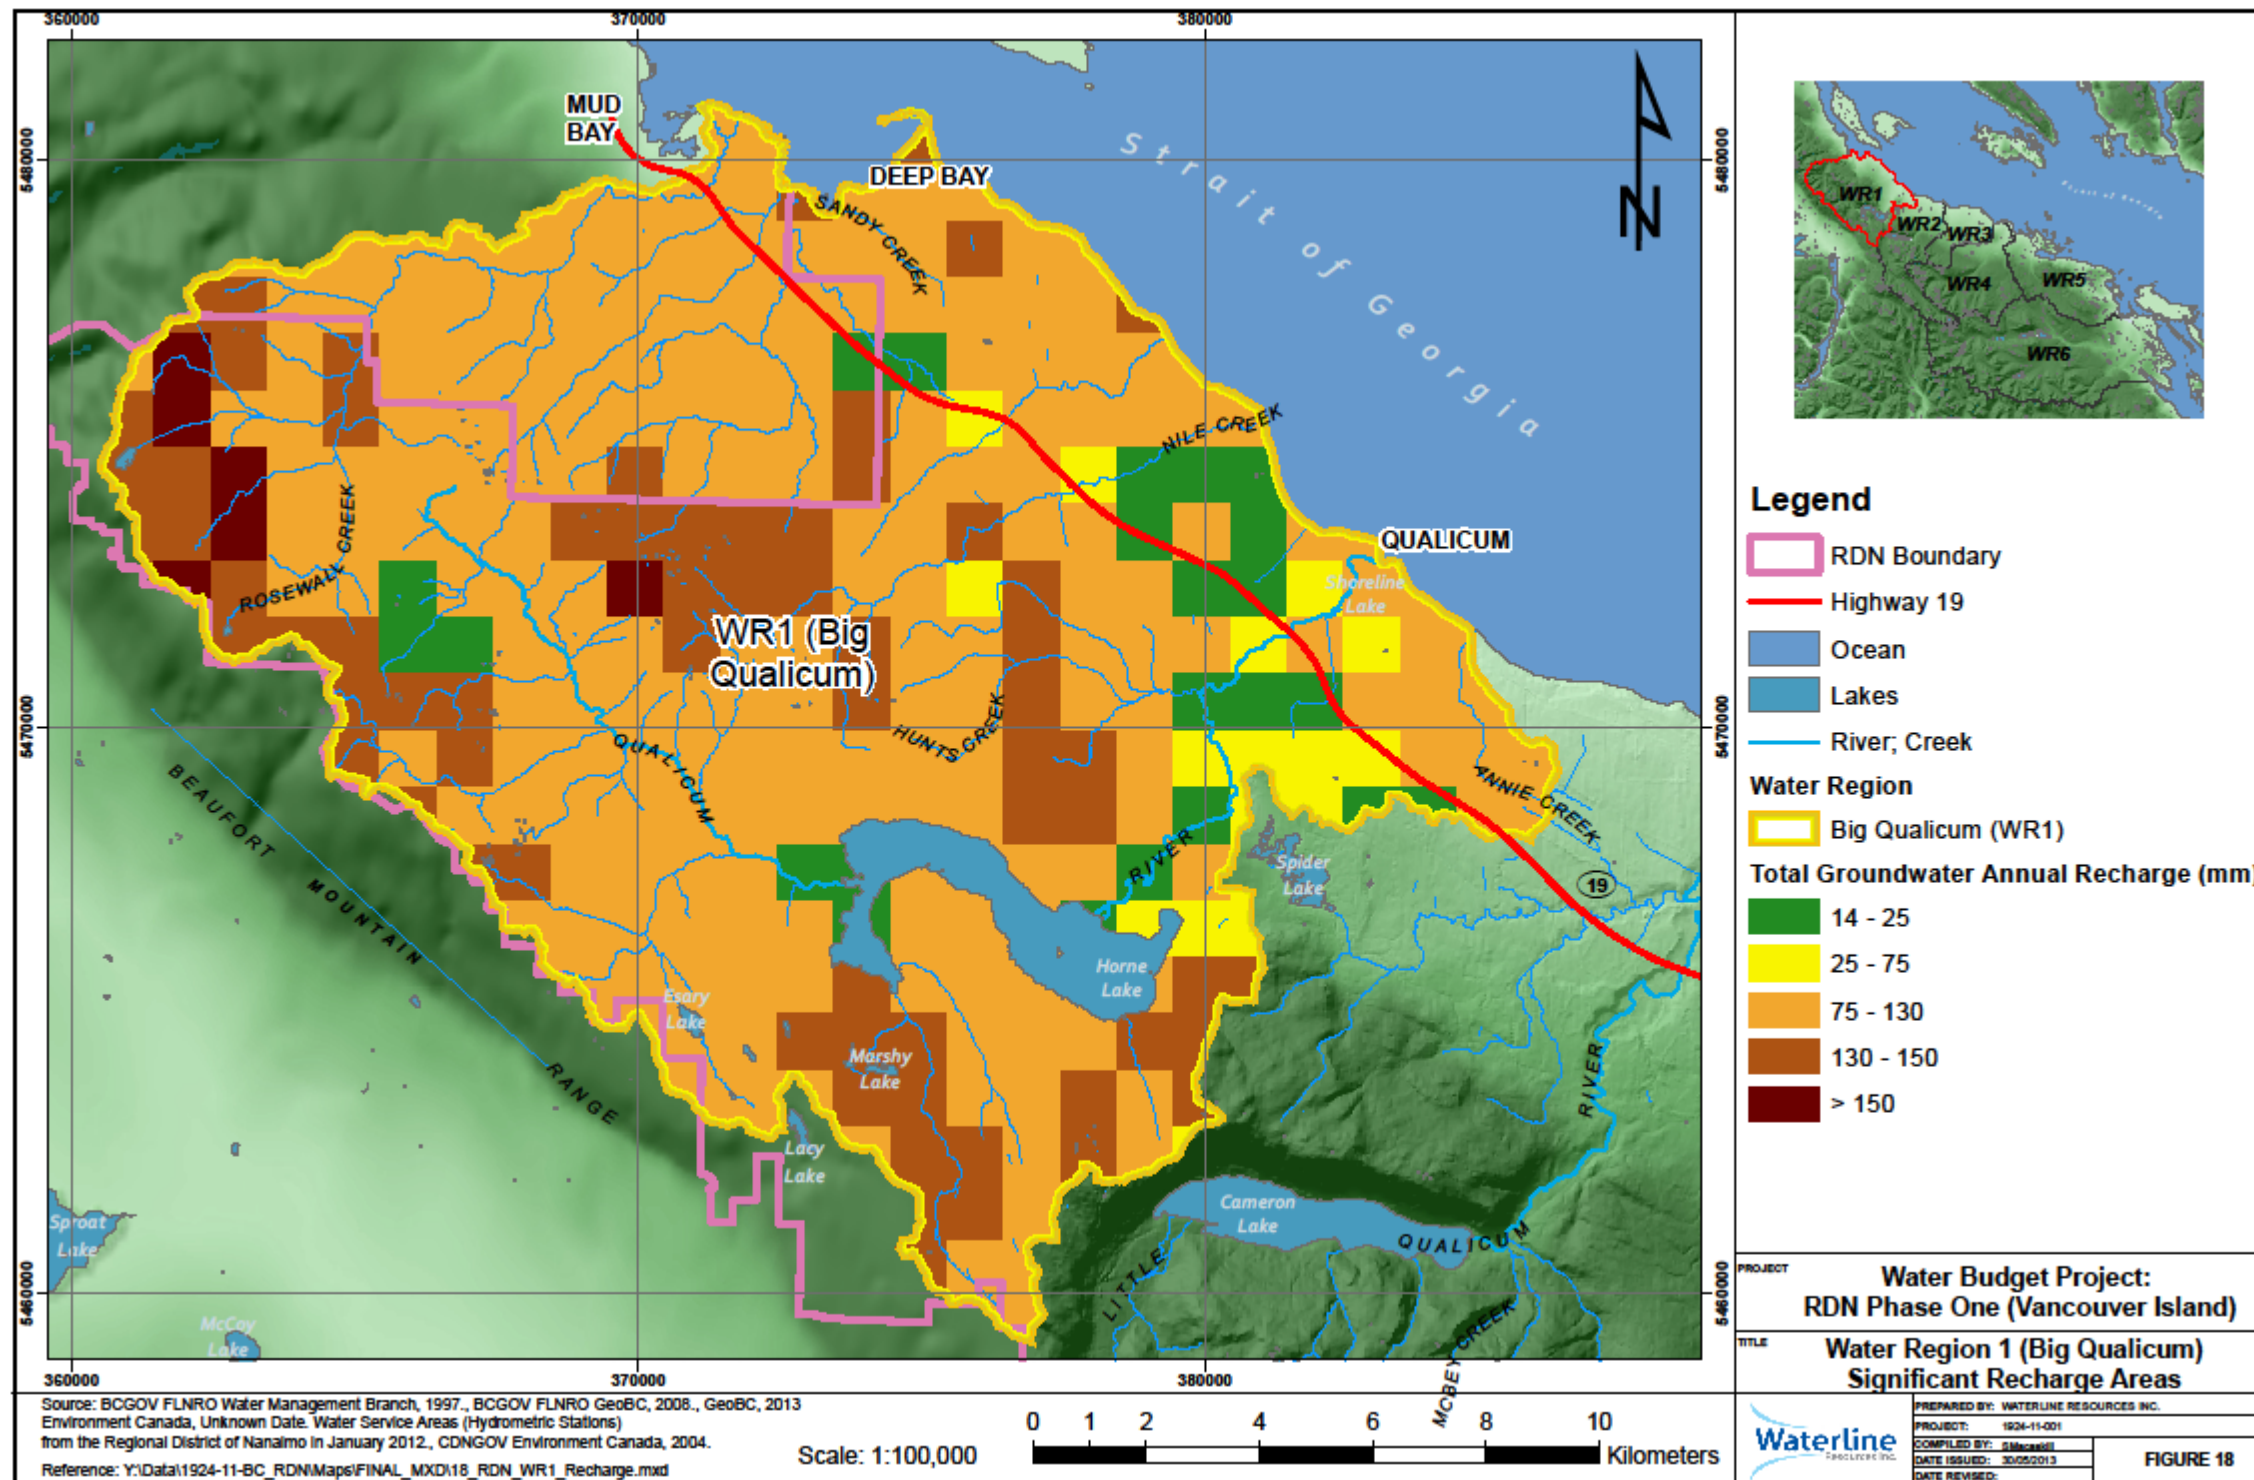 360000
370000
380000
5480000
5480000
MUD
BAY
DEEP BAY
SANDY CREEK
Strait of Georgia
NILE CREEK
QUALICUM
Shoreline
Lake
ROSEWALL CREEK
WR1 (Big
Qualicum)
HUNTS CREEK
QUALICUM
5470000
5470000
ANNIE CREEK
BEAUFORT
MOUNTAIN
RANGE
RIVER
Spider
Lake
19
Horne
Lake
Esary
Lake
Marshy
Lake
RIVER
Lacy
Lake
Cameron
Lake
Sproat
Lake
LITTLE
QUALICUM
5460000
5460000
McCoy
Lake
MCBEY CREEK
360000
370000
380000
N
WR1
WR2
WR3
WR4
WR5
WR6
Legend
RDN Boundary
Highway 19
Ocean
Lakes
River; Creek
Water Region
Big Qualicum (WR1)
Total Groundwater Annual Recharge (mm)
14 - 25
25 - 75
75 - 130
130 - 150
> 150
PROJECT
Water Budget Project:
RDN Phase One (Vancouver Island)
TITLE
Water Region 1 (Big Qualicum)
Significant Recharge Areas
Source: BCGOV FLNRO Water Management Branch, 1997., BCGOV FLNRO GeoBC, 2008., GeoBC, 2013
Environment Canada, Unknown Date. Water Service Areas (Hydrometric Stations)
from the Regional District of Nanaimo in January 2012., CDNGOV Environment Canada, 2004.
Reference: Y:\Data\1924-11-BC_RDN\Maps\FINAL_MXD\18_RDN_WR1_Recharge.mxd
Scale: 1:100,000
0 1 2 4 6 8 10
Kilometers
Waterline
Resources Inc.
PREPARED BY: WATERLINE RESOURCES INC.
PROJECT: 1924-11-001
COMPILED BY:
DATE ISSUED: 30/05/2013
DATE REVISED:
FIGURE 18